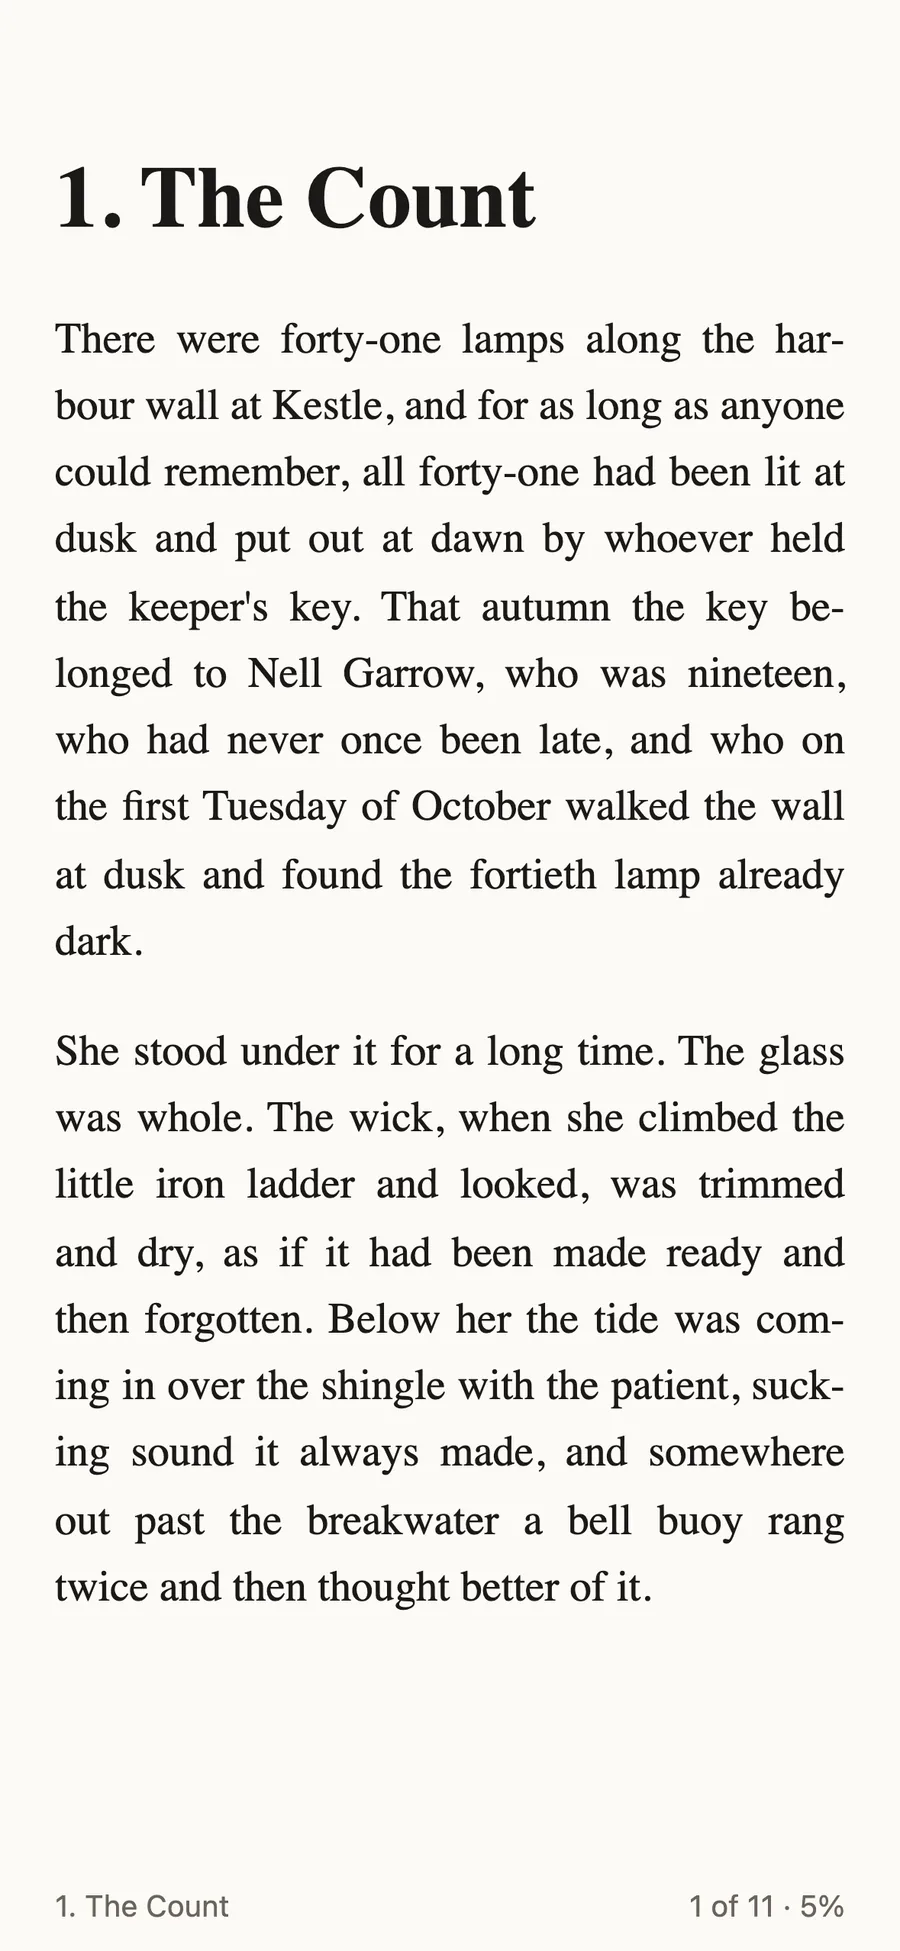 1. The Count
There were forty-one lamps along the har-
bour wall at Kestle, and for as long as anyone
could remember, all forty-one had been lit at
dusk and put out at dawn by whoever held
the keeper's key. That autumn the key be-
longed to Nell Garrow, who was nineteen,
who had never once been late, and who on
the first Tuesday of October walked the wall
at dusk and found the fortieth lamp already
dark.
She stood under it for a long time. The glass
was whole. The wick, when she climbed the
little iron ladder and looked, was trimmed
and dry, as if it had been made ready and
then forgotten. Below her the tide was com-
ing in over the shingle with the patient, suck-
ing sound it always made, and somewhere
out past the breakwater a bell buoy rang
twice and then thought better of it.
1. The Count
1 of 11 · 5%